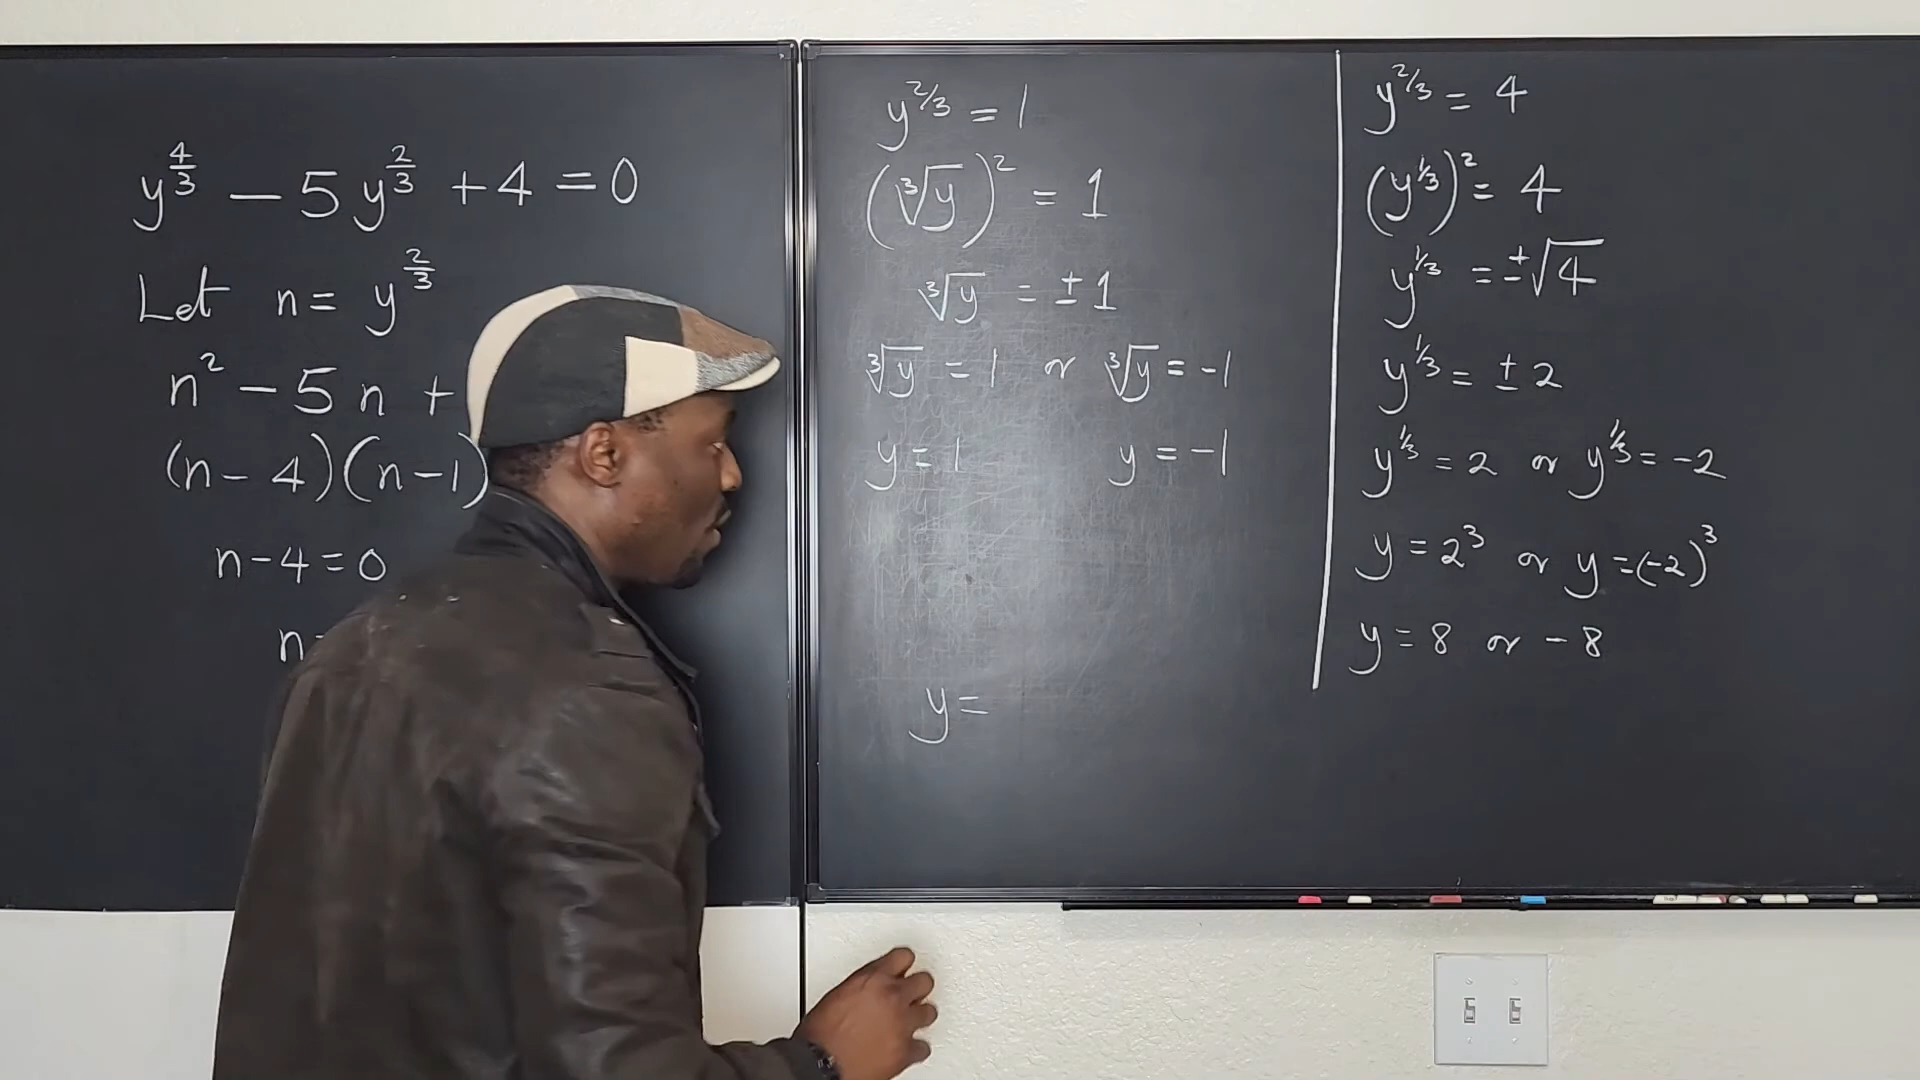 y^{4/3} - 5y^{2/3} + 4 = 0
Let n = y^{2/3}
n² - 5n +
(n-4)(n-1)
n-4=0
n=
y^{2/3} = 1
(∛y)² = 1
∛y = ±1
∛y = 1 or ∛y = -1
y = 1 y = -1
y =
y^{2/3} = 4
(y^{1/3})² = 4
y^{1/3} = ±√4
y^{1/3} = ±2
y^{1/3} = 2 or y^{1/3} = -2
y = 2³ or y = (-2)³
y = 8 or -8